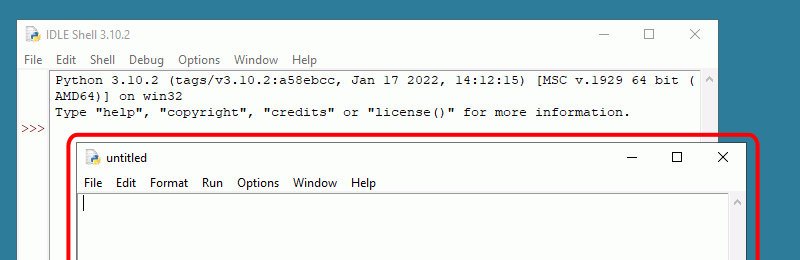 IDLE Shell 3.10.2
File Edit Shell Debug Options Window Help
Python 3.10.2 (tags/v3.10.2:a58ebcc, Jan 17 2022, 14:12:15) [MSC v.1929 64 bit (
AMD64)] on win32
Type "help", "copyright", "credits" or "license()" for more information.
>>>
untitled
File Edit Format Run Options Window Help